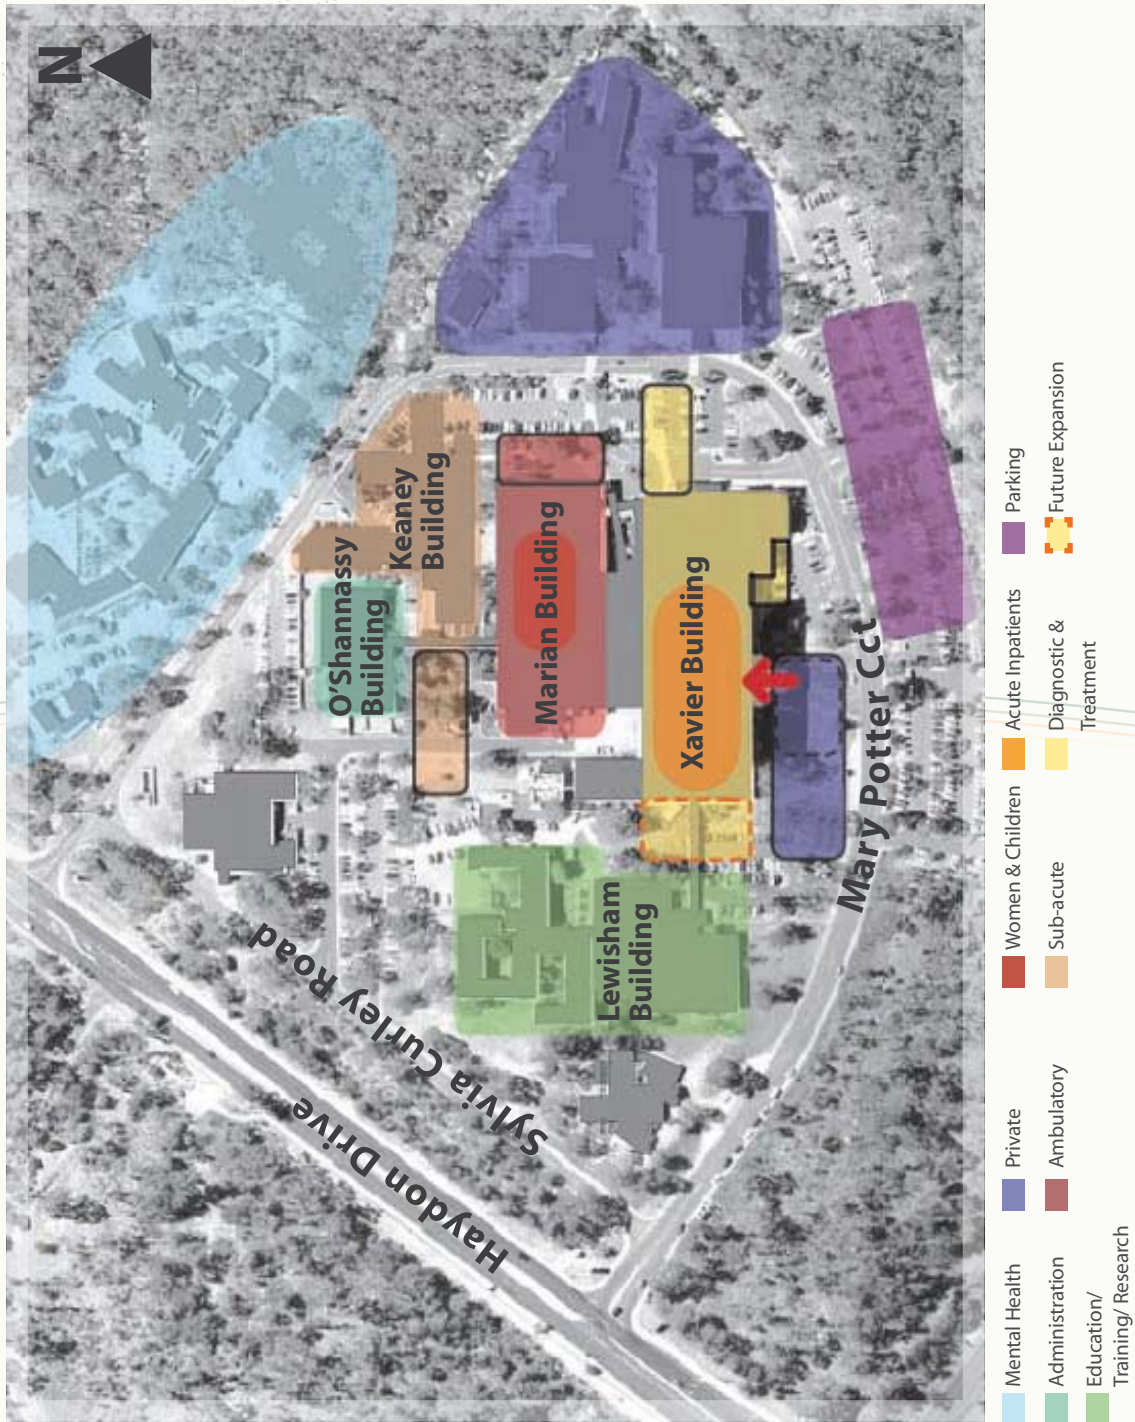 N
O'Shannassy
Building
Keaney
Building
Marian Building
Xavier Building
Lewisham
Building
Sylvia Curley Road
Haydon Drive
Mary Potter Cct
Mental Health
Private
Women & Children
Acute Inpatients
Parking
Administration
Ambulatory
Sub-acute
Diagnostic &
Treatment
Future Expansion
Education/
Training/ Research